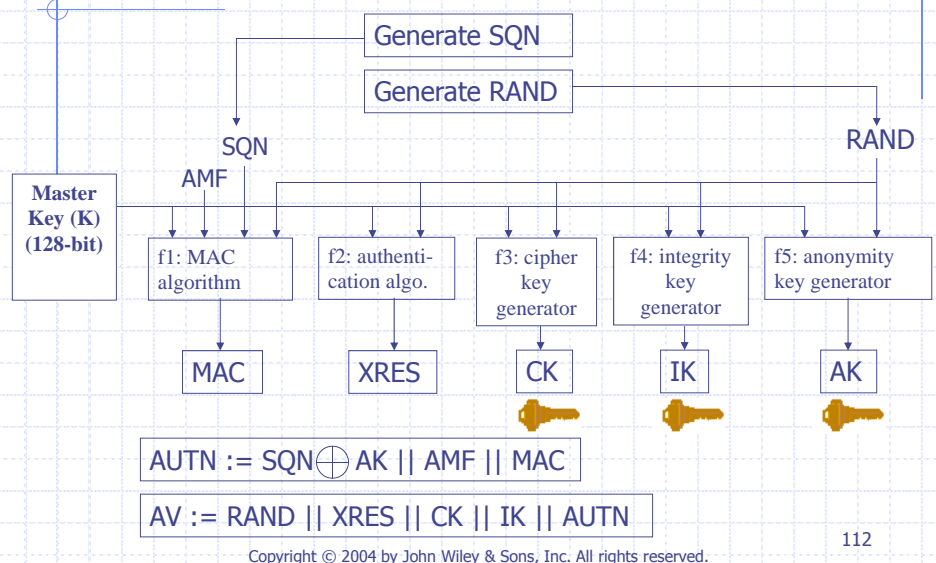 Generate SQN
Generate RAND
SQN
RAND
AMF
Master
Key (K)
(128-bit)
f1: MAC
algorithm
f2: authenti-
cation algo.
f3: cipher
key
generator
f4: integrity
key
generator
f5: anonymity
key generator
MAC
XRES
CK
IK
AK
AUTN := SQN⊕ AK || AMF || MAC
AV := RAND || XRES || CK || IK || AUTN
112
Copyright © 2004 by John Wiley & Sons, Inc. All rights reserved.